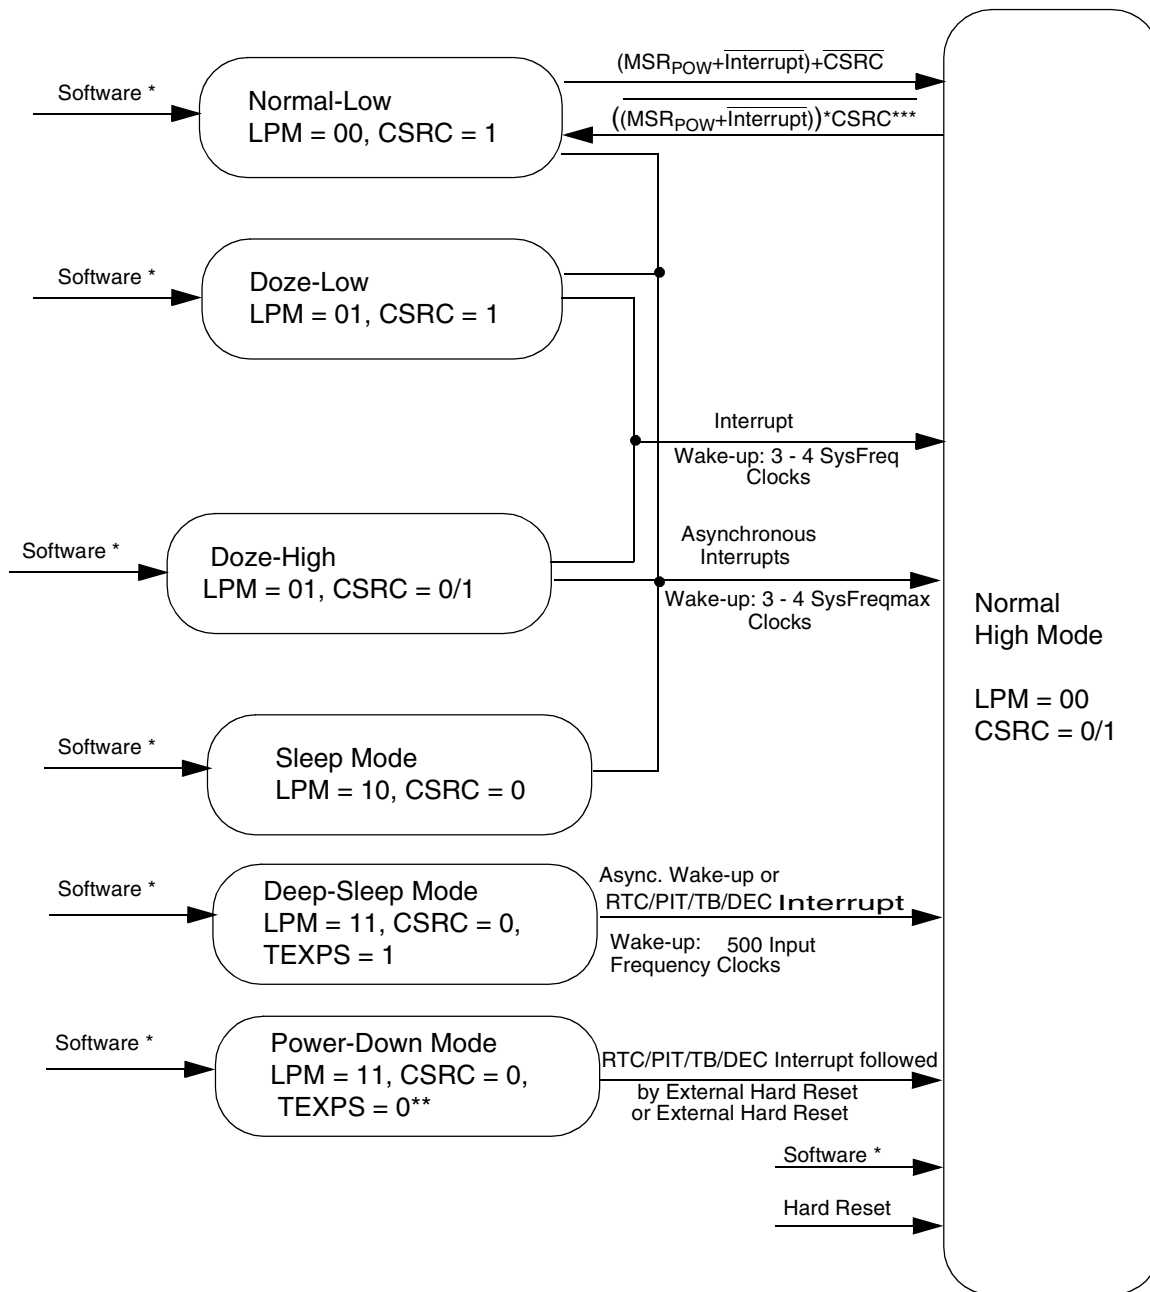 Software *
Normal-Low
LPM = 00, CSRC = 1
(MSRPOW+Interrupt)+CSRC
((MSRPOW+Interrupt))*CSRC***
Software *
Doze-Low
LPM = 01, CSRC = 1
Interrupt
Wake-up: 3 - 4 SysFreq
Clocks
Software *
Doze-High
LPM = 01, CSRC = 0/1
Asynchronous
Interrupts
Wake-up: 3 - 4 SysFreqmax
Clocks
Normal
High Mode
LPM = 00
CSRC = 0/1
Software *
Sleep Mode
LPM = 10, CSRC = 0
Software *
Deep-Sleep Mode
LPM = 11, CSRC = 0,
TEXPS = 1
Async. Wake-up or
RTC/PIT/TB/DEC Interrupt
Wake-up: 500 Input
Frequency Clocks
Software *
Power-Down Mode
LPM = 11, CSRC = 0,
TEXPS = 0**
RTC/PIT/TB/DEC Interrupt followed
by External Hard Reset
or External Hard Reset
Software *
Hard Reset